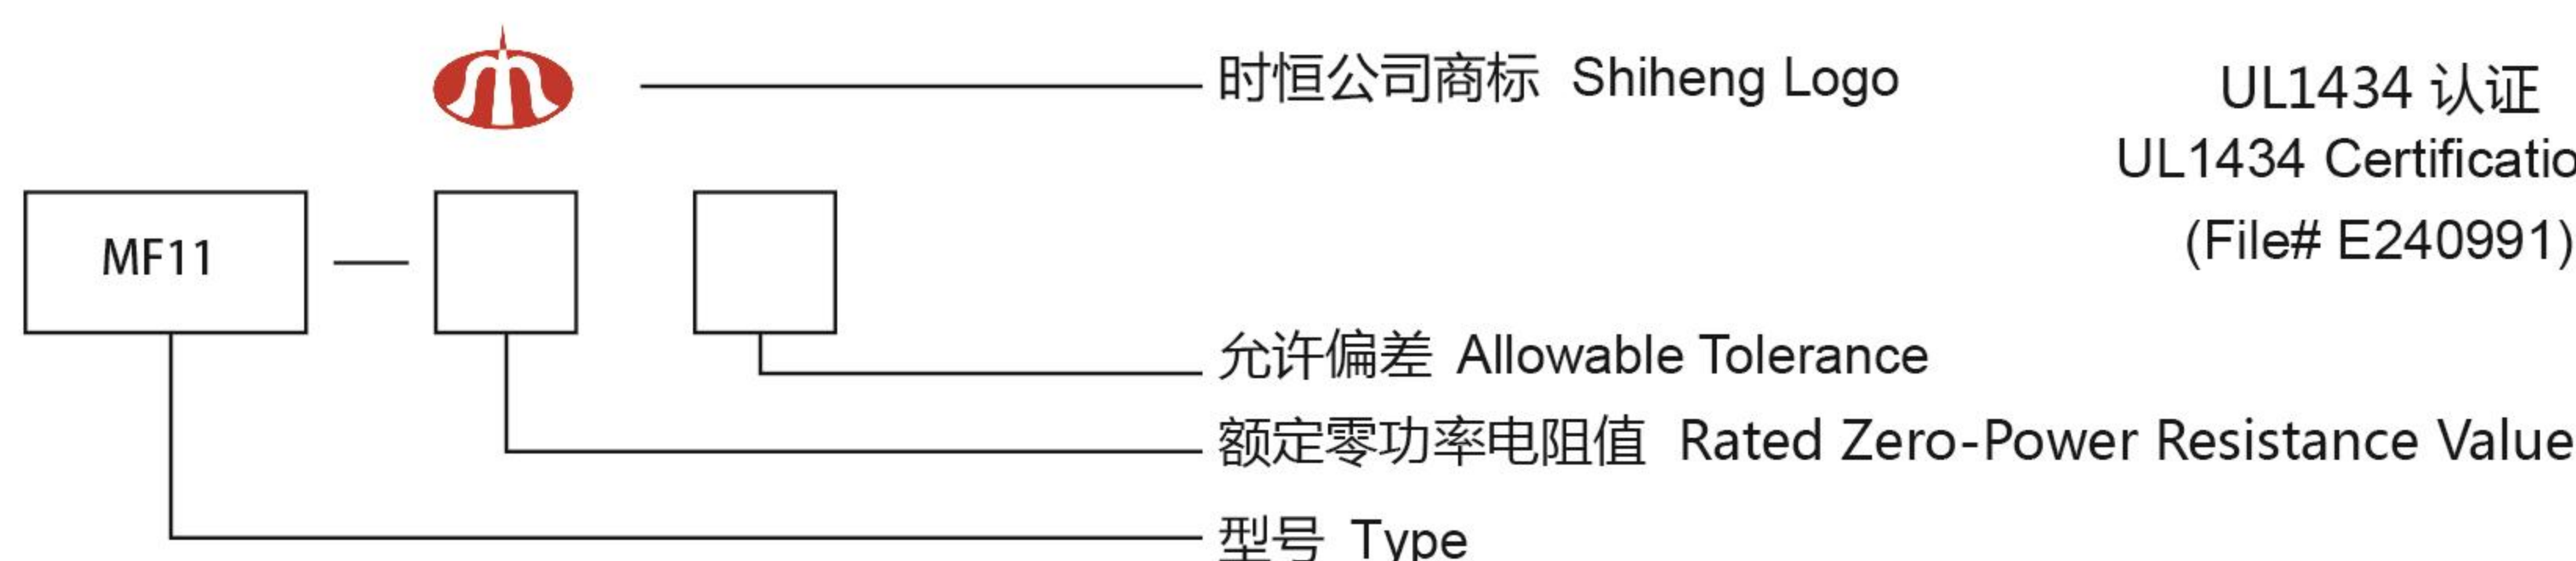 时恒公司商标 Shiheng Logo
UL1434 认证
UL1434 Certificatio
(File# E240991)
MF11 —
允许偏差 Allowable Tolerance
额定零功率电阻值 Rated Zero-Power Resistance Value
型号 Type